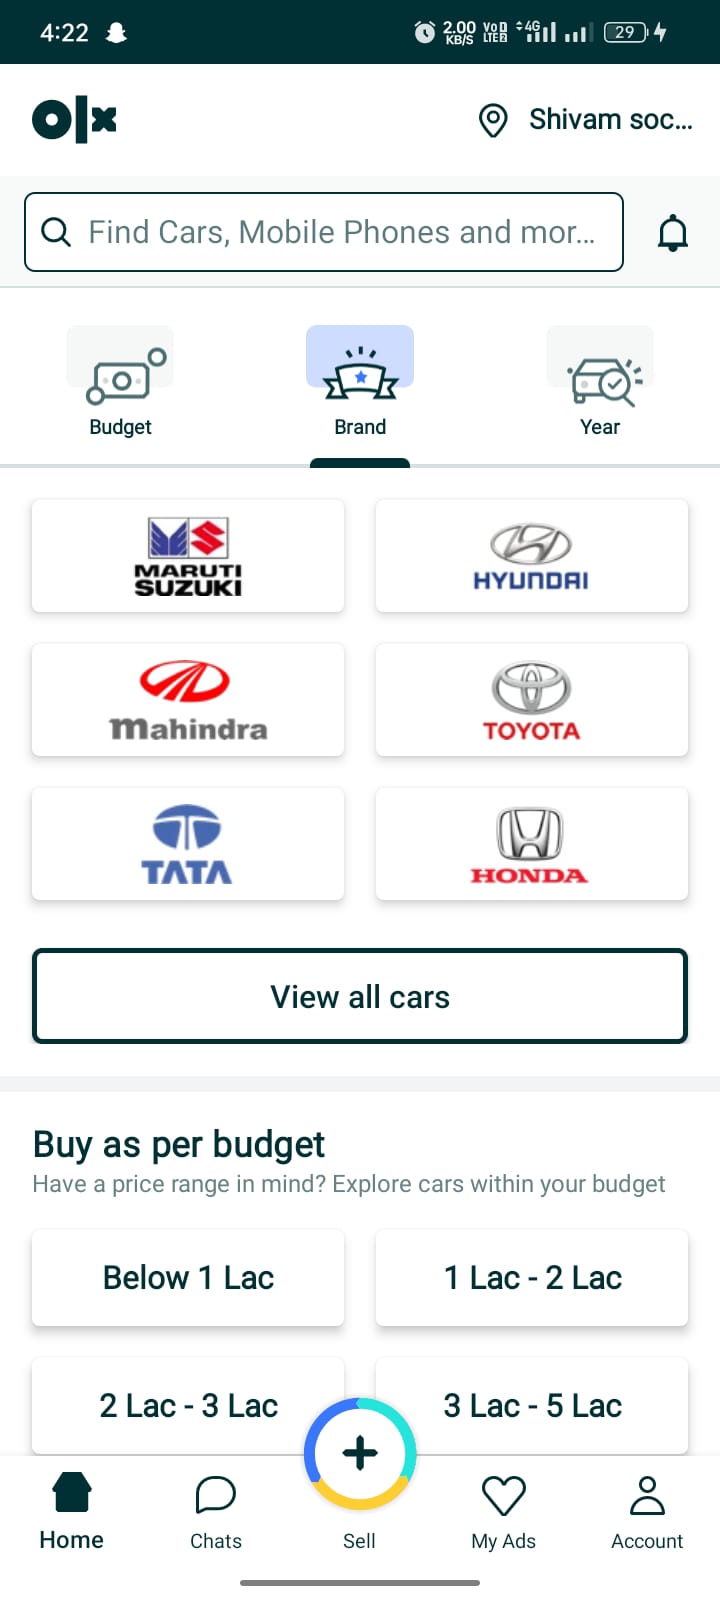 4:22 2.00 KB/S VoD LTE2 4G 29
olx Shivam soc...
Find Cars, Mobile Phones and mor...
Budget Brand Year
MARUTI SUZUKI HYUNDAI
mahindra TOYOTA
TATA HONDA
View all cars
Buy as per budget
Have a price range in mind? Explore cars within your budget
Below 1 Lac 1 Lac - 2 Lac
2 Lac - 3 Lac 3 Lac - 5 Lac
Home Chats Sell My Ads Account